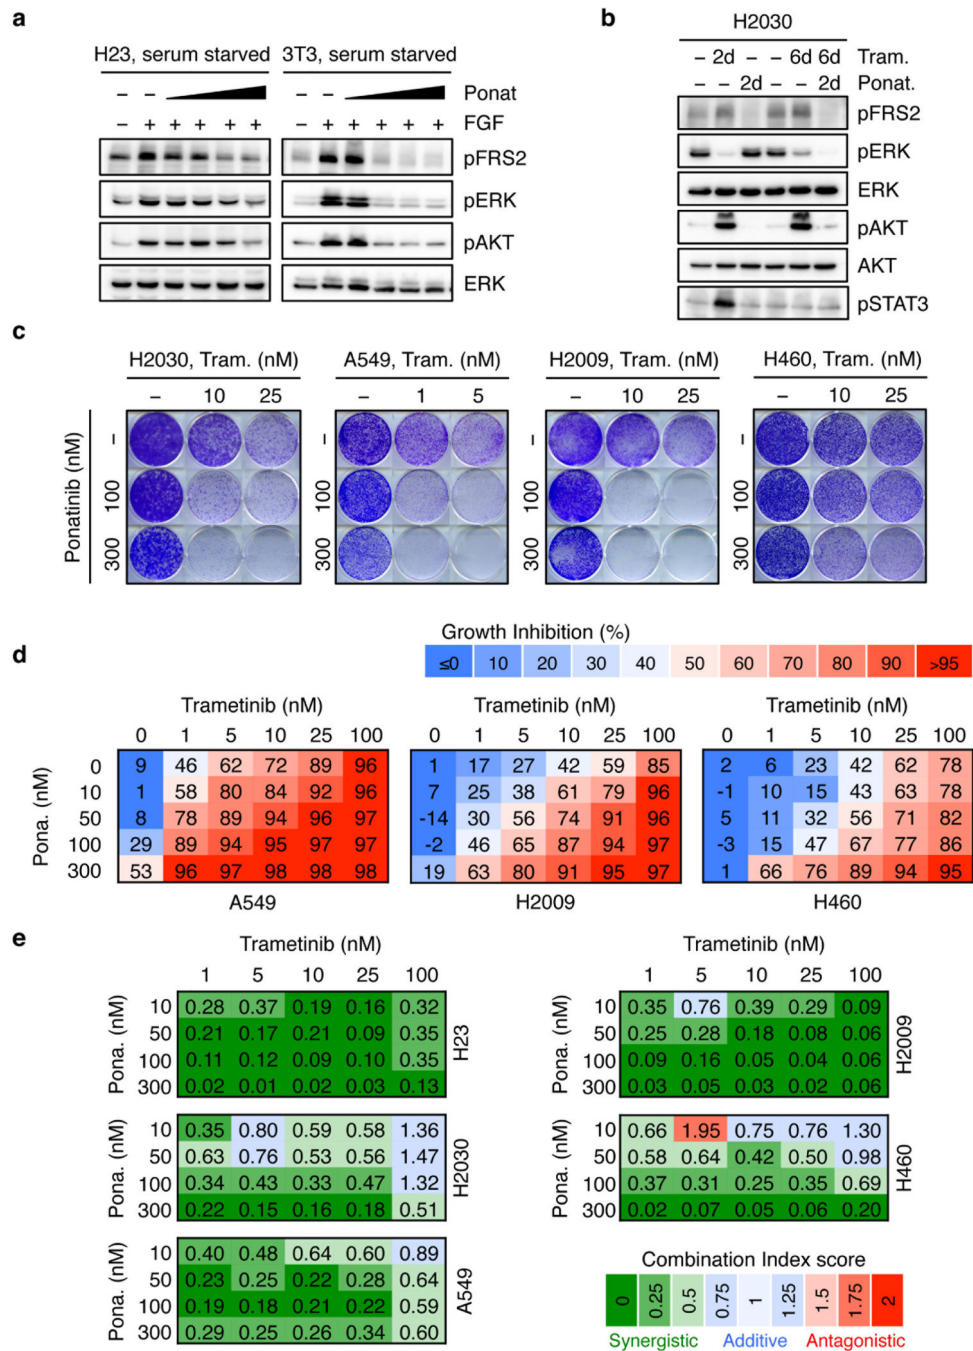 a
H23, serum starved 3T3, serum starved
– – – – Ponat
– + + + + + – + + + + + FGF
pFRS2
pERK
pAKT
ERK
b
H2030
– 2d – – 6d 6d Tram.
– – 2d – – 2d Ponat.
pFRS2
pERK
ERK
pAKT
AKT
pSTAT3
c
H2030, Tram. (nM) A549, Tram. (nM) H2009, Tram. (nM) H460, Tram. (nM)
– 10 25 – 1 5 – 10 25 – 10 25
Ponatinib (nM)
– – – –
100 100 100 100
300 300 300 300
d
Growth Inhibition (%)
≤0 10 20 30 40 50 60 70 80 90 >95
Trametinib (nM) Trametinib (nM) Trametinib (nM)
0 1 5 10 25 100 0 1 5 10 25 100 0 1 5 10 25 100
Pona. (nM)
0 9 46 62 72 89 96 1 17 27 42 59 85 2 6 23 42 62 78
10 1 58 80 84 92 96 7 25 38 61 79 96 -1 10 15 43 63 78
50 8 78 89 94 96 97 -14 30 56 74 91 96 5 11 32 56 71 82
100 29 89 94 95 97 97 -2 46 65 87 94 97 -3 15 47 67 77 86
300 53 96 97 98 98 98 19 63 80 91 95 97 1 66 76 89 94 95
A549 H2009 H460
e
Trametinib (nM)
1 5 10 25 100
Pona. (nM)
10 0.28 0.37 0.19 0.16 0.32
50 0.21 0.17 0.21 0.09 0.35
100 0.11 0.12 0.09 0.10 0.35
300 0.02 0.01 0.02 0.03 0.13
H23
Pona. (nM)
10 0.35 0.80 0.59 0.58 1.36
50 0.63 0.76 0.53 0.56 1.47
100 0.34 0.43 0.33 0.47 1.32
300 0.22 0.15 0.16 0.18 0.51
H2030
Pona. (nM)
10 0.40 0.48 0.64 0.60 0.89
50 0.23 0.25 0.22 0.28 0.64
100 0.19 0.18 0.21 0.22 0.59
300 0.29 0.25 0.26 0.34 0.60
A549
Trametinib (nM)
1 5 10 25 100
Pona. (nM)
10 0.35 0.76 0.39 0.29 0.09
50 0.25 0.28 0.18 0.08 0.06
100 0.09 0.16 0.05 0.04 0.06
300 0.03 0.05 0.03 0.02 0.06
H2009
Pona. (nM)
10 0.66 1.95 0.75 0.76 1.30
50 0.58 0.64 0.42 0.50 0.98
100 0.37 0.31 0.25 0.35 0.69
300 0.02 0.07 0.05 0.06 0.20
H460
Combination Index score
0 0.25 0.5 0.75 1 1.25 1.5 1.75 2
Synergistic Additive Antagonistic